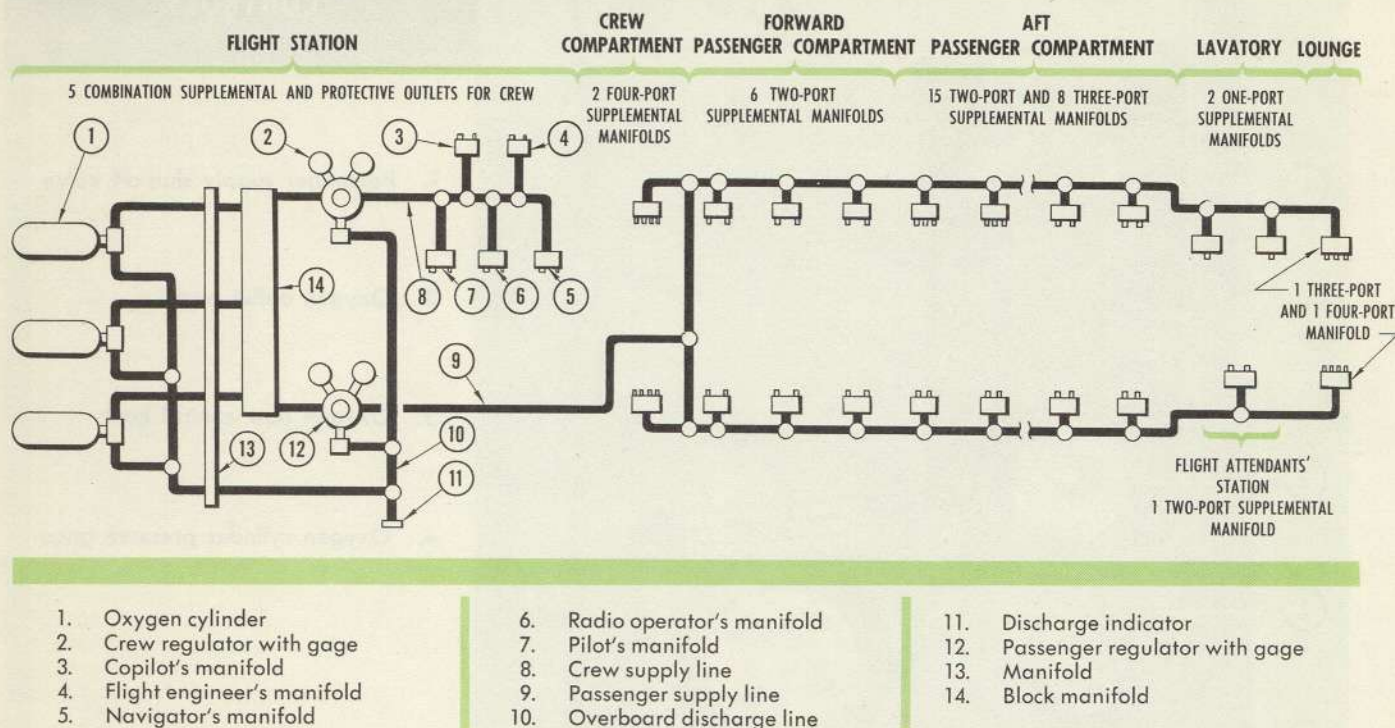 FLIGHT STATION
CREW
COMPARTMENT
FORWARD
PASSENGER COMPARTMENT
AFT
PASSENGER COMPARTMENT
LAVATORY
LOUNGE
5 COMBINATION SUPPLEMENTAL AND PROTECTIVE OUTLETS FOR CREW
2 FOUR-PORT
SUPPLEMENTAL
MANIFOLDS
6 TWO-PORT
SUPPLEMENTAL MANIFOLDS
15 TWO-PORT AND 8 THREE-PORT
SUPPLEMENTAL MANIFOLDS
2 ONE-PORT
SUPPLEMENTAL
MANIFOLDS
1
2
3
4
14
8
7
6
5
1 THREE-PORT
AND 1 FOUR-PORT
MANIFOLD
9
13
12
10
11
FLIGHT ATTENDANTS'
STATION
1 TWO-PORT SUPPLEMENTAL
MANIFOLD
1. Oxygen cylinder
2. Crew regulator with gage
3. Copilot's manifold
4. Flight engineer's manifold
5. Navigator's manifold
6. Radio operator's manifold
7. Pilot's manifold
8. Crew supply line
9. Passenger supply line
10. Overboard discharge line
11. Discharge indicator
12. Passenger regulator with gage
13. Manifold
14. Block manifold